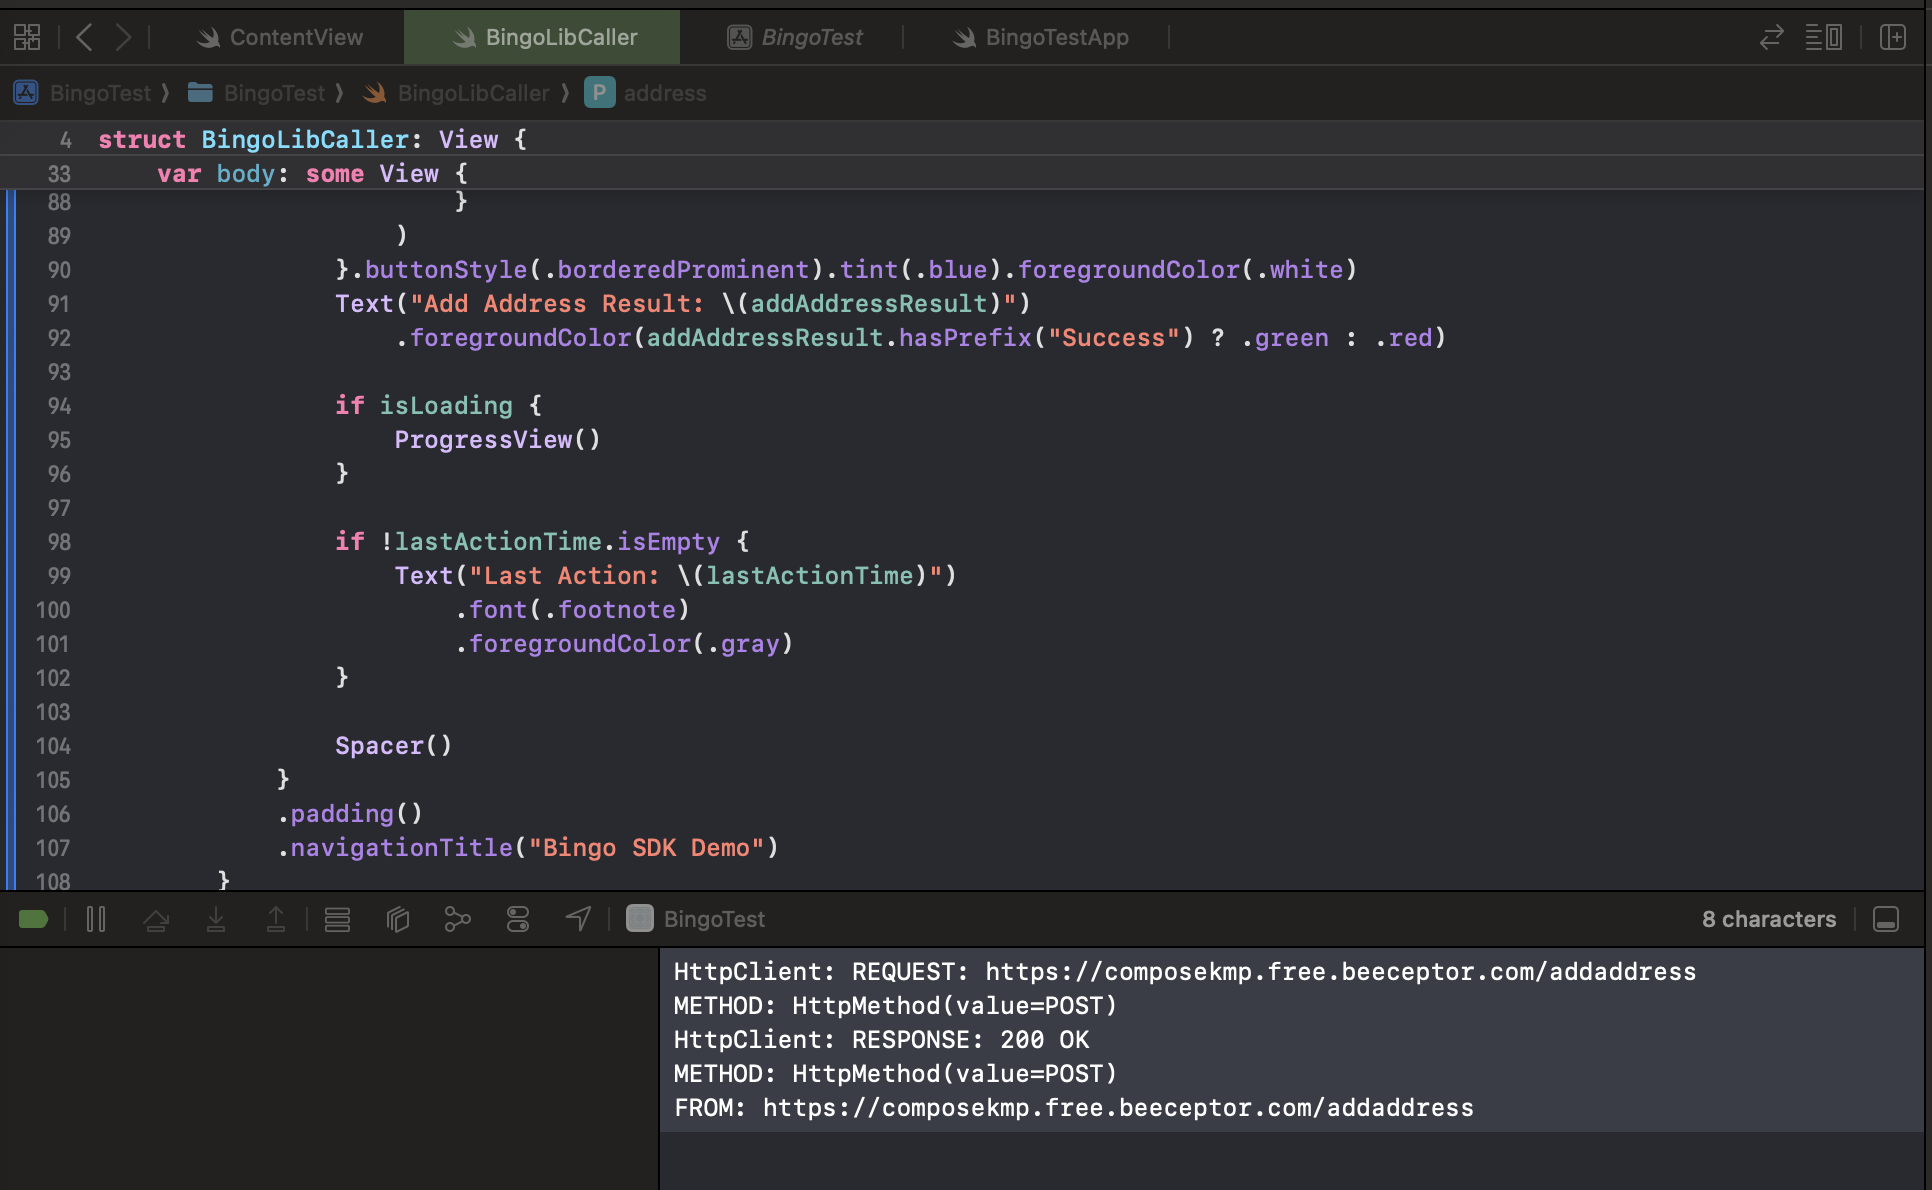 ContentView BingoLibCaller BingoTest BingoTestApp
BingoTest BingoTest BingoLibCaller P address
4 struct BingoLibCaller: View {
33 var body: some View {
88 }
89 )
90 }.buttonStyle(.borderedProminent).tint(.blue).foregroundColor(.white)
91 Text("Add Address Result: \(addAddressResult)")
92 .foregroundColor(addAddressResult.hasPrefix("Success") ? .green : .red)
93
94 if isLoading {
95 ProgressView()
96 }
97
98 if !lastActionTime.isEmpty {
99 Text("Last Action: \(lastActionTime)")
100 .font(.footnote)
101 .foregroundColor(.gray)
102 }
103
104 Spacer()
105 }
106 .padding()
107 .navigationTitle("Bingo SDK Demo")
108 }
BingoTest 8 characters
HttpClient: REQUEST: https://composekmp.free.beeceptor.com/addaddress
METHOD: HttpMethod(value=POST)
HttpClient: RESPONSE: 200 OK
METHOD: HttpMethod(value=POST)
FROM: https://composekmp.free.beeceptor.com/addaddress